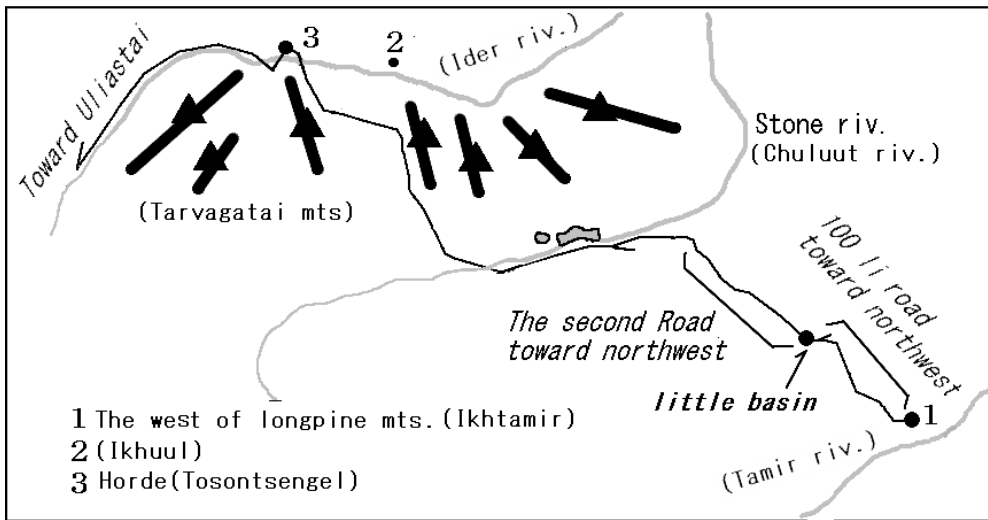 3
2
(Ider riv.)
Toward Uliastai
Stone riv.
(Chuluut riv.)
(Tarvagatai mts)
100 li road
toward northwest
The second Road
toward northwest
little basin
1
(Tamir riv.)
1 The west of longpine mts. (Ikhtamir)
2 (Ikhuul)
3 Horde(Tosontsengel)